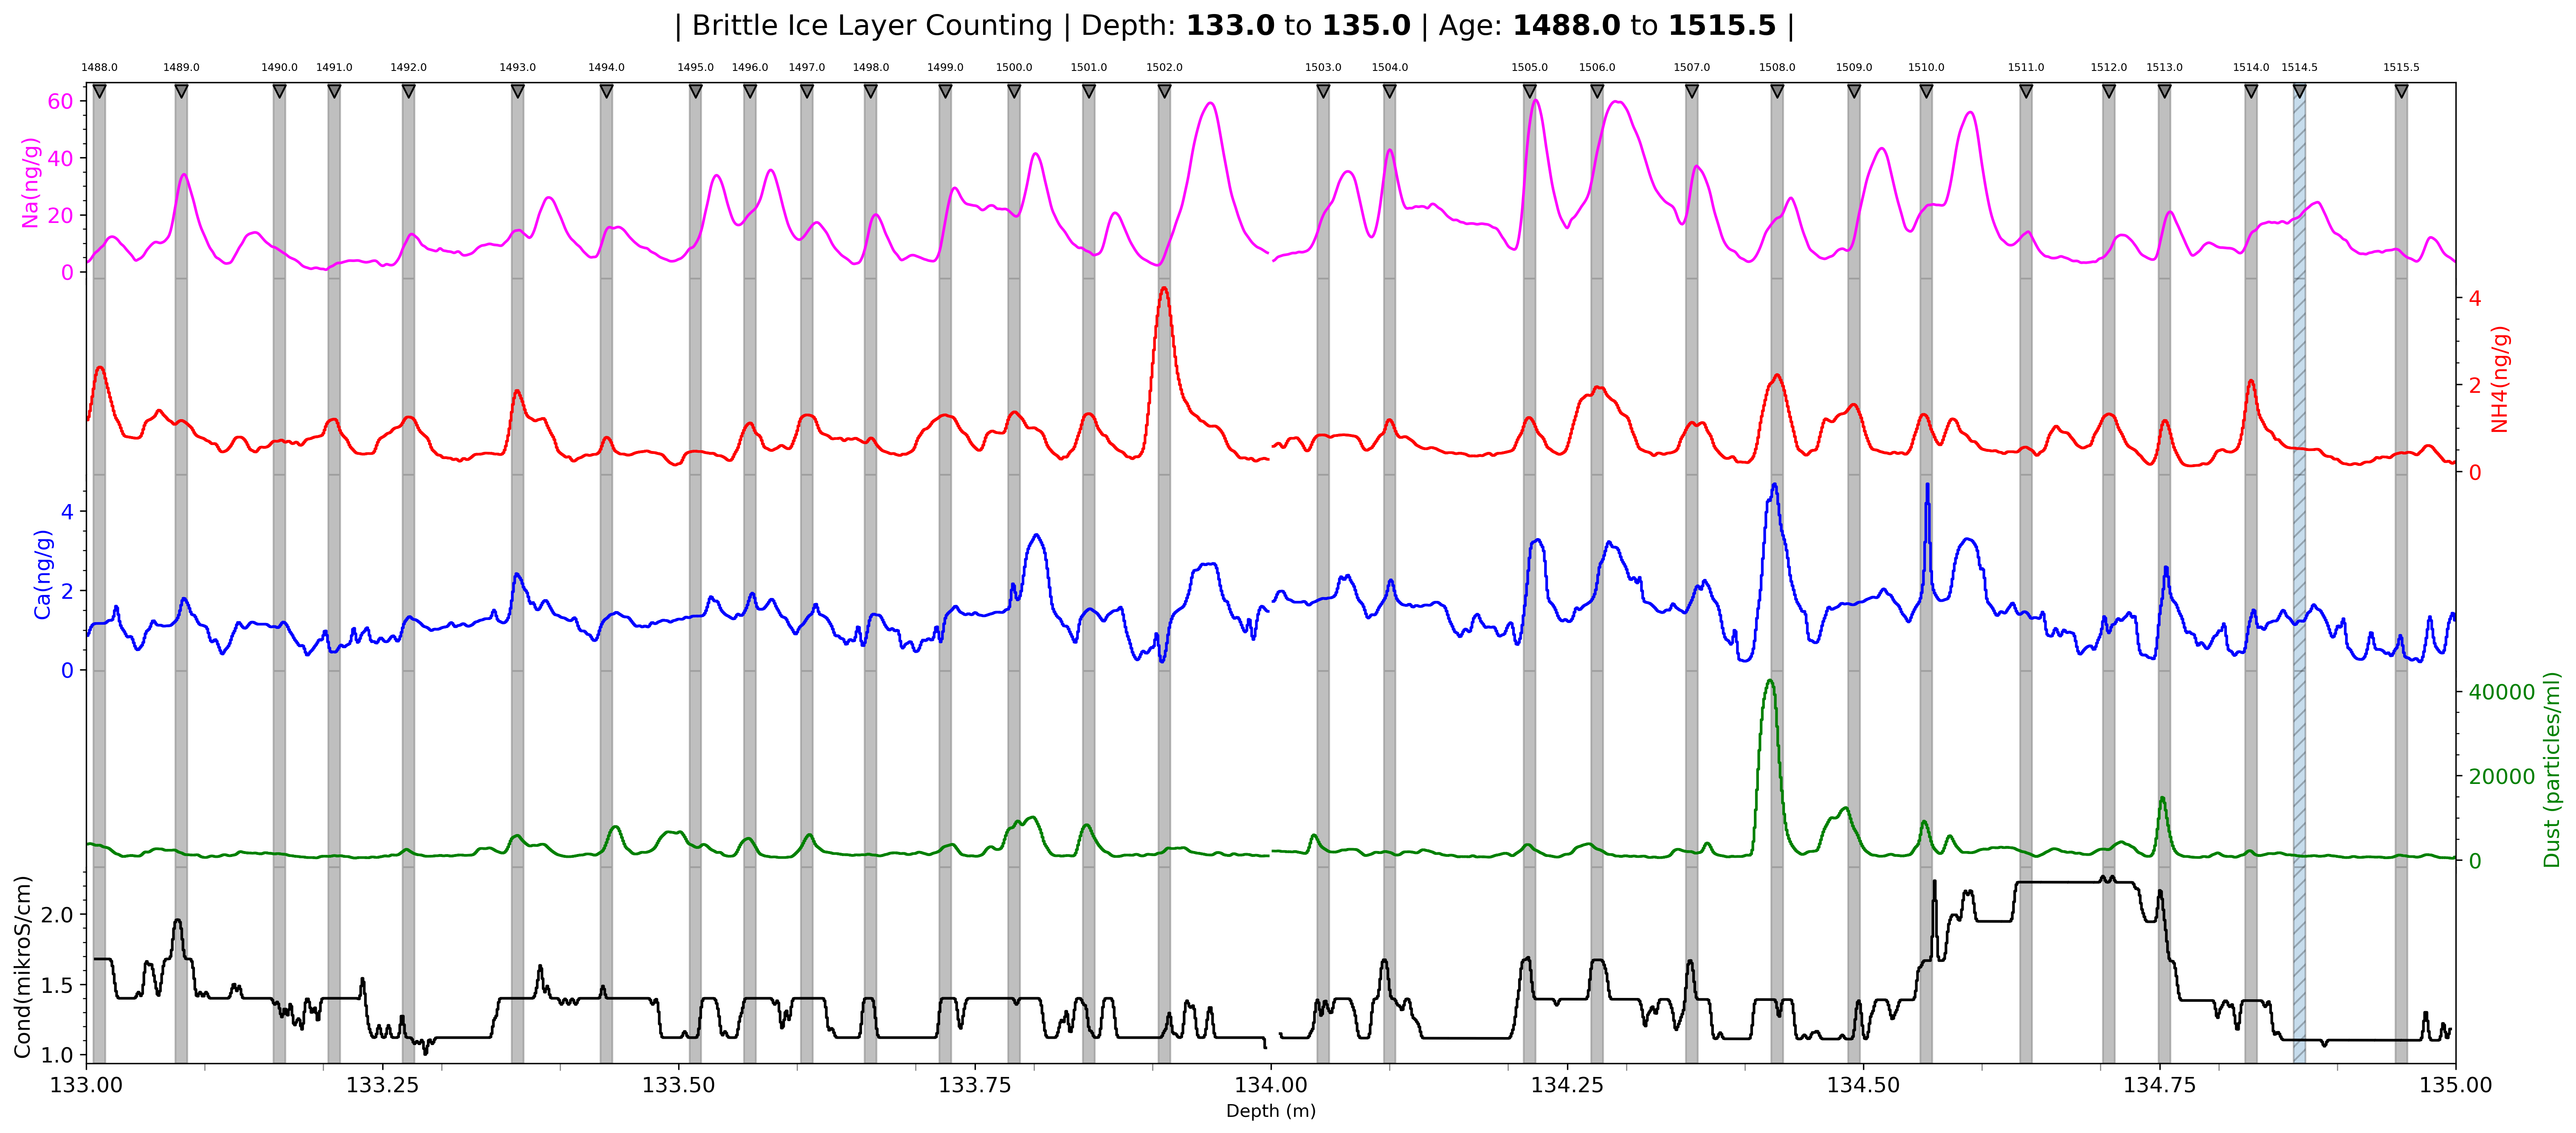 | Brittle Ice Layer Counting | Depth: 133.0 to 135.0 | Age: 1488.0 to 1515.5 |
1488.0 1489.0 1490.0 1491.0 1492.0 1493.0 1494.0 1495.0 1496.0 1497.0 1498.0 1499.0 1500.0 1501.0 1502.0 1503.0 1504.0 1505.0 1506.0 1507.0 1508.0 1509.0 1510.0 1511.0 1512.0 1513.0 1514.0 1514.5 1515.5
Na(ng/g)
60
40
20
0
NH4(ng/g)
4
2
0
Ca(ng/g)
4
2
0
Dust (particles/ml)
40000
20000
0
Cond(mikroS/cm)
2.0
1.5
1.0
133.00 133.25 133.50 133.75 134.00 134.25 134.50 134.75 135.00
Depth (m)